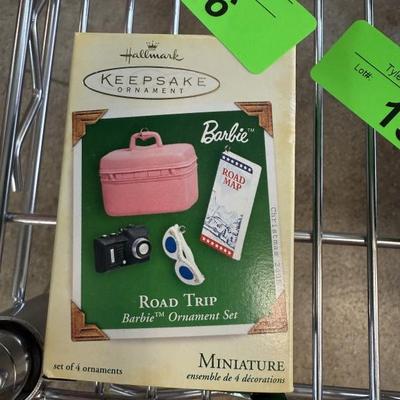 Hallmark
KEEPSAKE
ORNAMENT
Barbie™
ROAD
MAP
ROAD TRIP
Barbie™ Ornament Set
set of 4 ornaments
MINIATURE
ensemble de 4 décorations
Lot#: